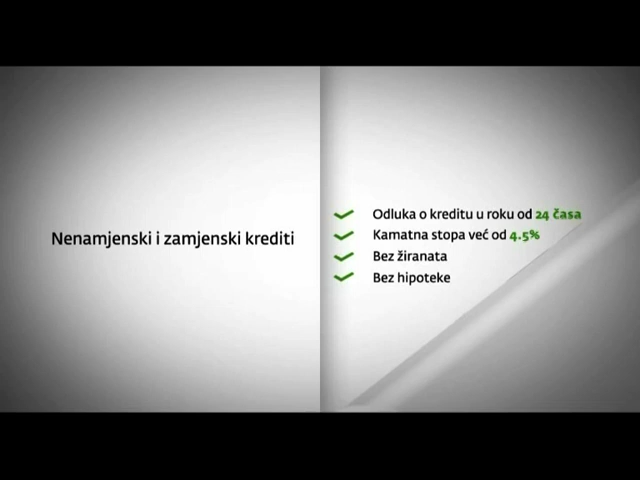 Nenamjenski i zamjenski krediti
Odluka o kreditu u roku od 24 časa
Kamatna stopa već od 4.5%
Bez žiranata
Bez hipoteke